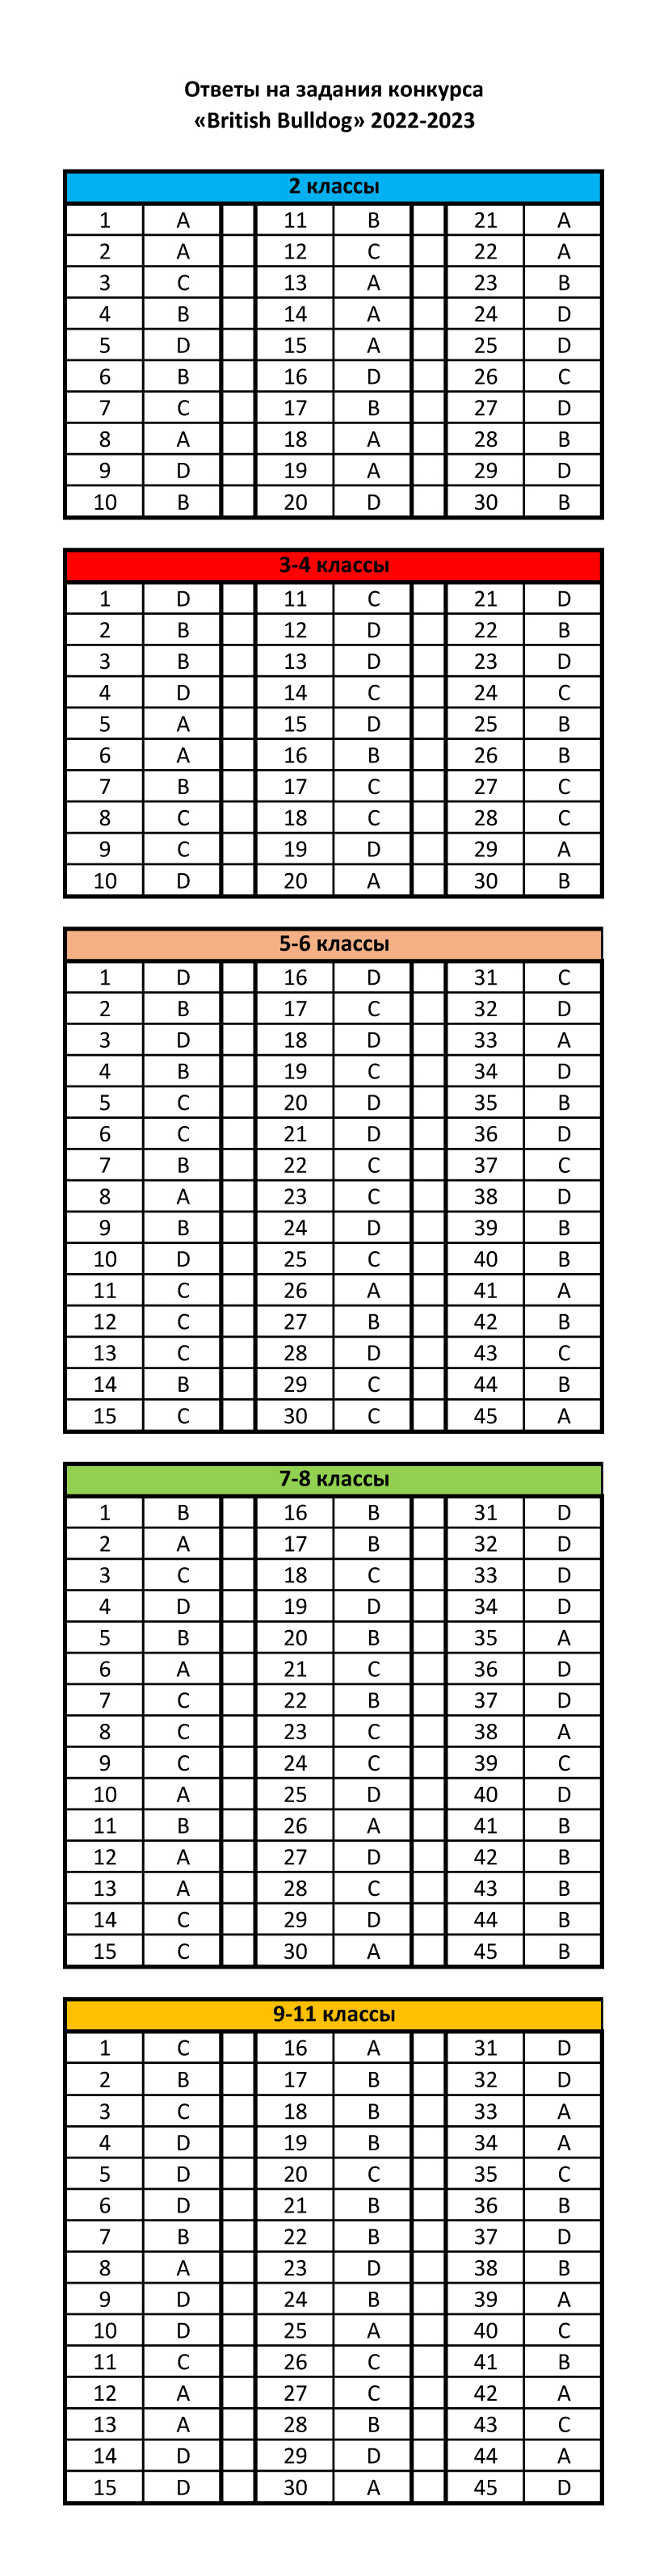 Ответы на задания конкурса
«British Bulldog» 2022-2023
2 классы
1 A 11 B 21 A
2 A 12 C 22 A
3 C 13 A 23 B
4 B 14 A 24 D
5 D 15 A 25 D
6 B 16 D 26 C
7 C 17 B 27 D
8 A 18 A 28 B
9 D 19 A 29 D
10 B 20 D 30 B
3-4 классы
1 D 11 C 21 D
2 B 12 D 22 B
3 B 13 D 23 D
4 D 14 C 24 C
5 A 15 D 25 B
6 A 16 B 26 B
7 B 17 C 27 C
8 C 18 C 28 C
9 C 19 D 29 A
10 D 20 A 30 B
5-6 классы
1 D 16 D 31 C
2 B 17 C 32 D
3 D 18 D 33 A
4 B 19 C 34 D
5 C 20 D 35 B
6 C 21 D 36 D
7 B 22 C 37 C
8 A 23 C 38 D
9 B 24 D 39 B
10 D 25 C 40 B
11 C 26 A 41 A
12 C 27 B 42 B
13 C 28 D 43 C
14 B 29 C 44 B
15 C 30 C 45 A
7-8 классы
1 B 16 B 31 D
2 A 17 B 32 D
3 C 18 C 33 D
4 D 19 D 34 D
5 B 20 B 35 A
6 A 21 C 36 D
7 C 22 B 37 D
8 C 23 C 38 A
9 C 24 C 39 C
10 A 25 D 40 D
11 B 26 A 41 B
12 A 27 D 42 B
13 A 28 C 43 B
14 C 29 D 44 B
15 C 30 A 45 B
9-11 классы
1 C 16 A 31 D
2 B 17 B 32 D
3 C 18 B 33 A
4 D 19 B 34 A
5 D 20 C 35 C
6 D 21 B 36 B
7 B 22 B 37 D
8 A 23 D 38 B
9 D 24 B 39 A
10 D 25 A 40 C
11 C 26 C 41 B
12 A 27 C 42 A
13 A 28 B 43 C
14 D 29 D 44 A
15 D 30 A 45 D